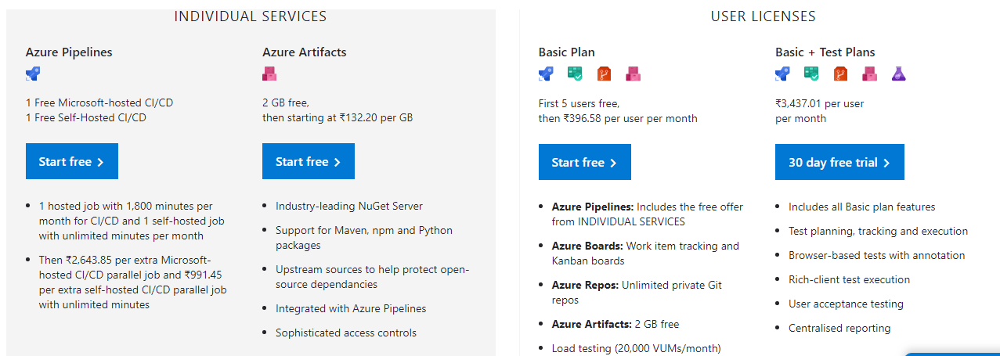 INDIVIDUAL SERVICES
Azure Pipelines
1 Free Microsoft-hosted CI/CD
1 Free Self-Hosted CI/CD
Start free
1 hosted job with 1,800 minutes per
month for CI/CD and 1 self-hosted job
with unlimited minutes per month
Then ₹2,643.85 per extra Microsoft-
hosted CI/CD parallel job and ₹991.45
per extra self-hosted CI/CD parallel job
with unlimited minutes
Azure Artifacts
2 GB free,
then starting at ₹132.20 per GB
Start free
Industry-leading NuGet Server
Support for Maven, npm and Python
packages
Upstream sources to help protect open-
source dependancies
Integrated with Azure Pipelines
Sophisticated access controls
USER LICENSES
Basic Plan
First 5 users free,
then ₹396.58 per user per month
Start free
Azure Pipelines: Includes the free offer
from INDIVIDUAL SERVICES
Azure Boards: Work item tracking and
Kanban boards
Azure Repos: Unlimited private Git
repos
Azure Artifacts: 2 GB free
Load testing (20,000 VUMs/month)
Basic + Test Plans
₹3,437.01 per user
per month
30 day free trial
Includes all Basic plan features
Test planning, tracking and execution
Browser-based tests with annotation
Rich-client test execution
User acceptance testing
Centralised reporting